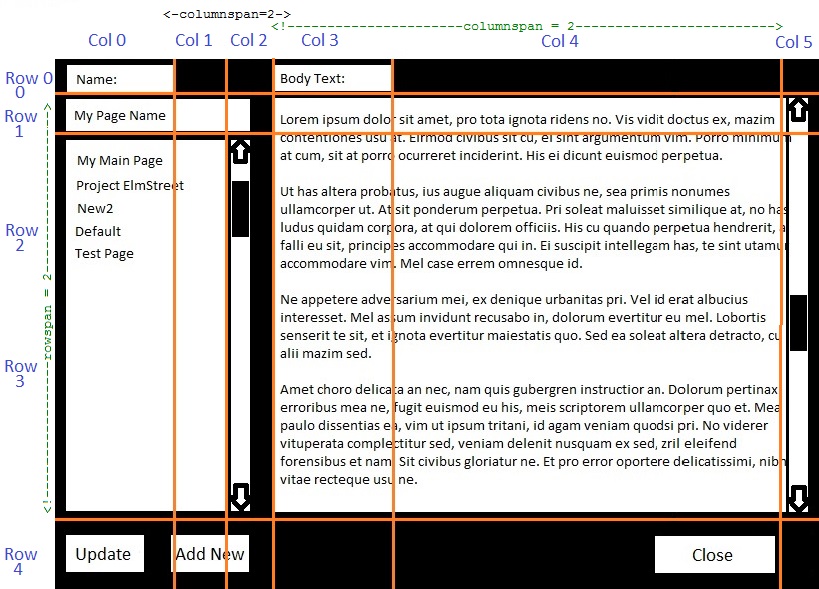 <-columnspan=2->
<!----------------------columnspan = 2------------------------->
Col 0 Col 1 Col 2 Col 3 Col 4 Col 5
Row 0
0
Name:
Body Text:
Row
1
My Page Name
Lorem ipsum dolor sit amet, pro tota ignota ridens no. Vis vidit doctus ex, mazim
contentiones usu at. Eirmod civibus sit cu, ei sint argumentum vim. Porro minimum
at cum, sit at porro ocurreret inciderint. His ei dicunt euismod perpetua.
My Main Page
Project ElmStreet
New2
Default
Test Page
Row
2
Ut has altera probatus, ius augue aliquam civibus ne, sea primis nonumes
ullamcorper ut. At sit ponderum perpetua. Pri soleat maluisset similique at, no has
ludus quidam corpora, at qui dolorem officiis. His cu quando perpetua hendrerit, a
falli eu sit, principes accommodare qui in. Ei suscipit intellegam has, te sint utamur
accommodare vim. Mel case errem omnesque id.
<!------rowspan = 2---------------->
Ne appetere adversarium mei, ex denique urbanitas pri. Vel id erat albucius
interesset. Mel assum invidunt recusabo in, dolorum evertitur eu mel. Lobortis
senserit te sit, et ignota evertitur maiestatis quo. Sed ea soleat altera detracto, cu
alii mazim sed.
Row
3
Amet choro delicata an nec, nam quis gubergren instructior an. Dolorum pertinax
erroribus mea ne, fugit euismod eu his, meis scriptorem ullamcorper quo et. Mea
paulo dissentias ea, vim ut ipsum tritani, id agam veniam quodsi pri. No viderer
vituperata complectitur sed, veniam delenit nusquam ex sed, zril eleifend
forensibus et nam. Sit civibus gloriatur ne. Et pro error oportere delicatissimi, nibh
vitae recteque usu ne.
Row
4
Update
Add New
Close